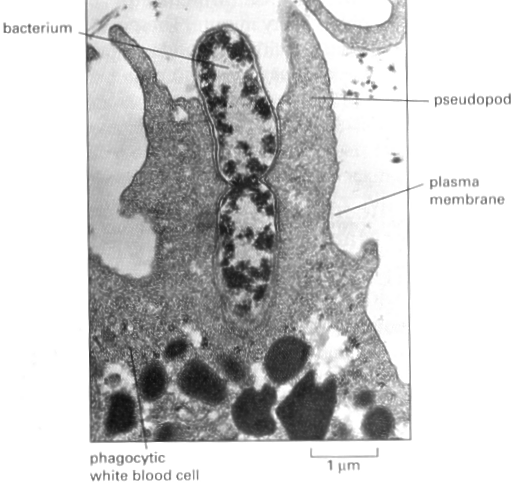 bacterium
pseudopod
plasma
membrane
phagocytic
white blood cell
1 μm